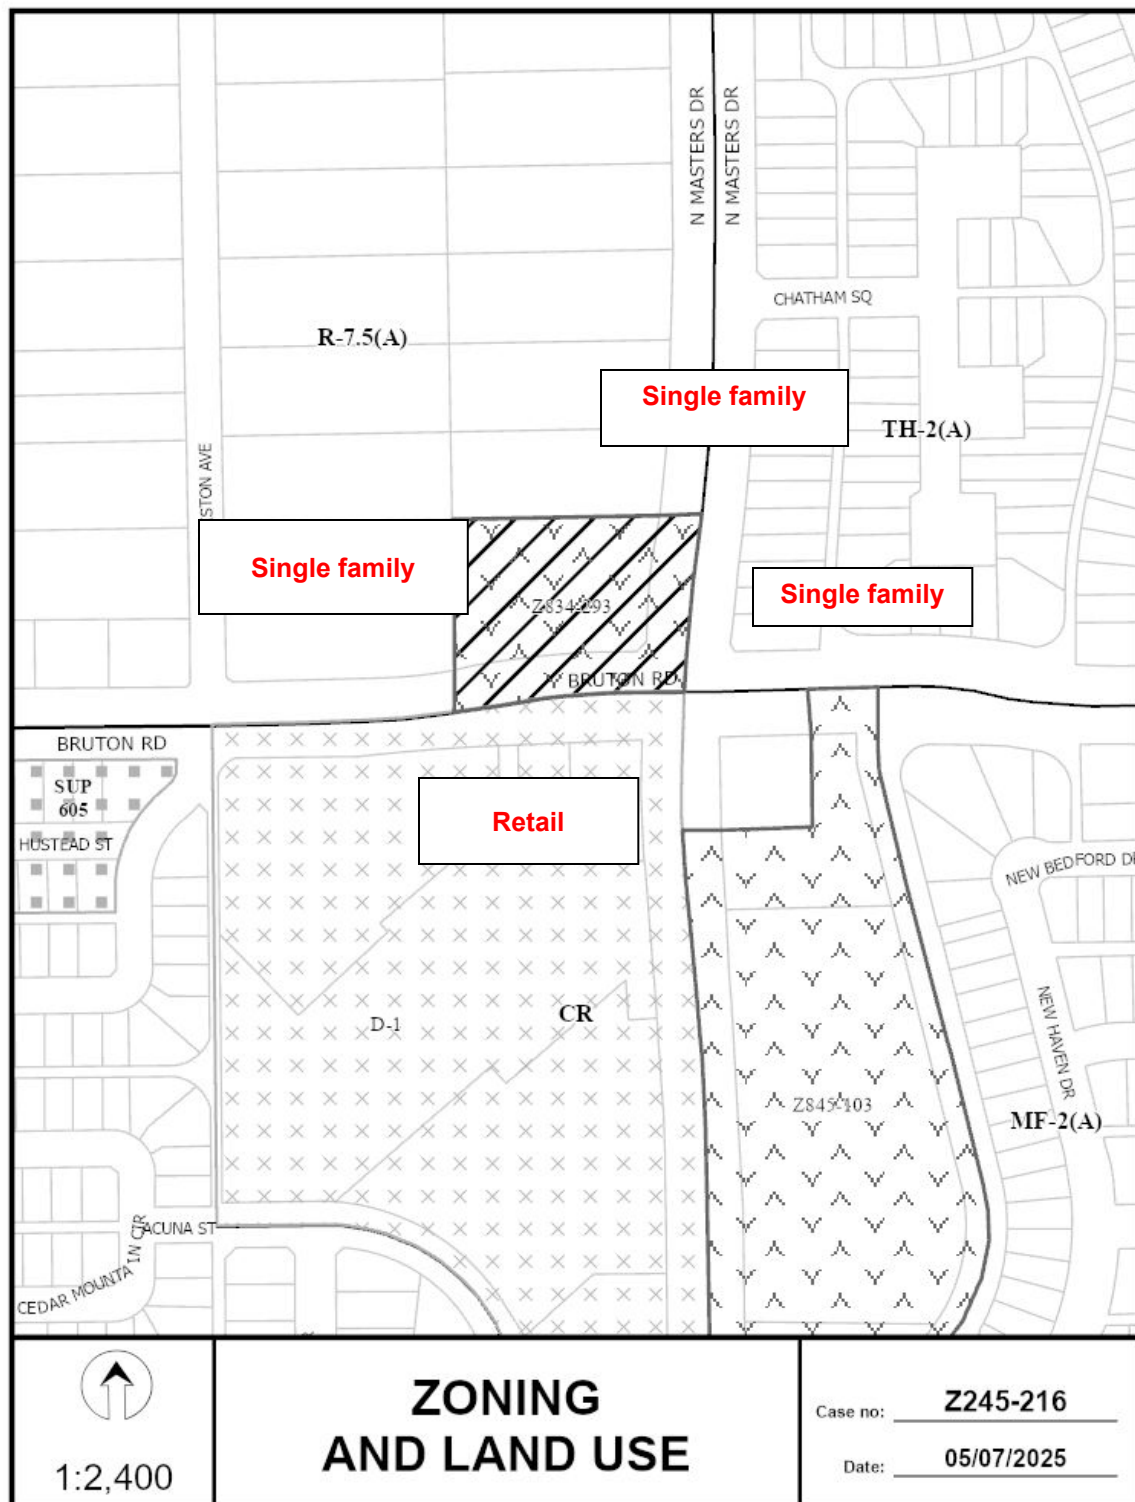 N MASTERS DR
N MASTERS DR
CHATHAM SQ
R-7.5(A)
Single family
TH-2(A)
STON AVE
Single family
Single family
Z834-293
BRUTON RD
BRUTON RD
SUP
605
HUSTEAD ST
Retail
NEW BEDFORD DR
D-1
CR
NEW HAVEN DR
Z845-103
MF-2(A)
ACUNA ST
CEDAR MOUNTAIN CIR
1:2,400
ZONING
AND LAND USE
Case no: Z245-216
Date: 05/07/2025